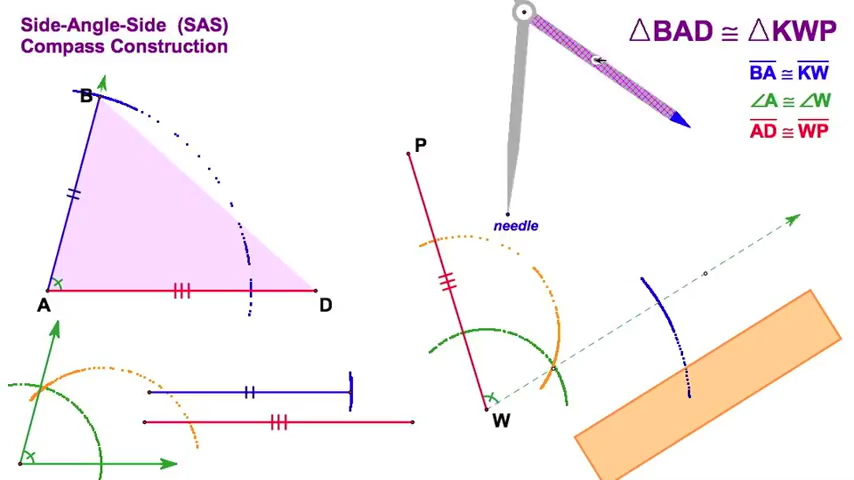 Side-Angle-Side (SAS)
Compass Construction
△BAD ≅ △KWP
BA ≅ KW
∠A ≅ ∠W
AD ≅ WP
B
P
needle
A
D
W